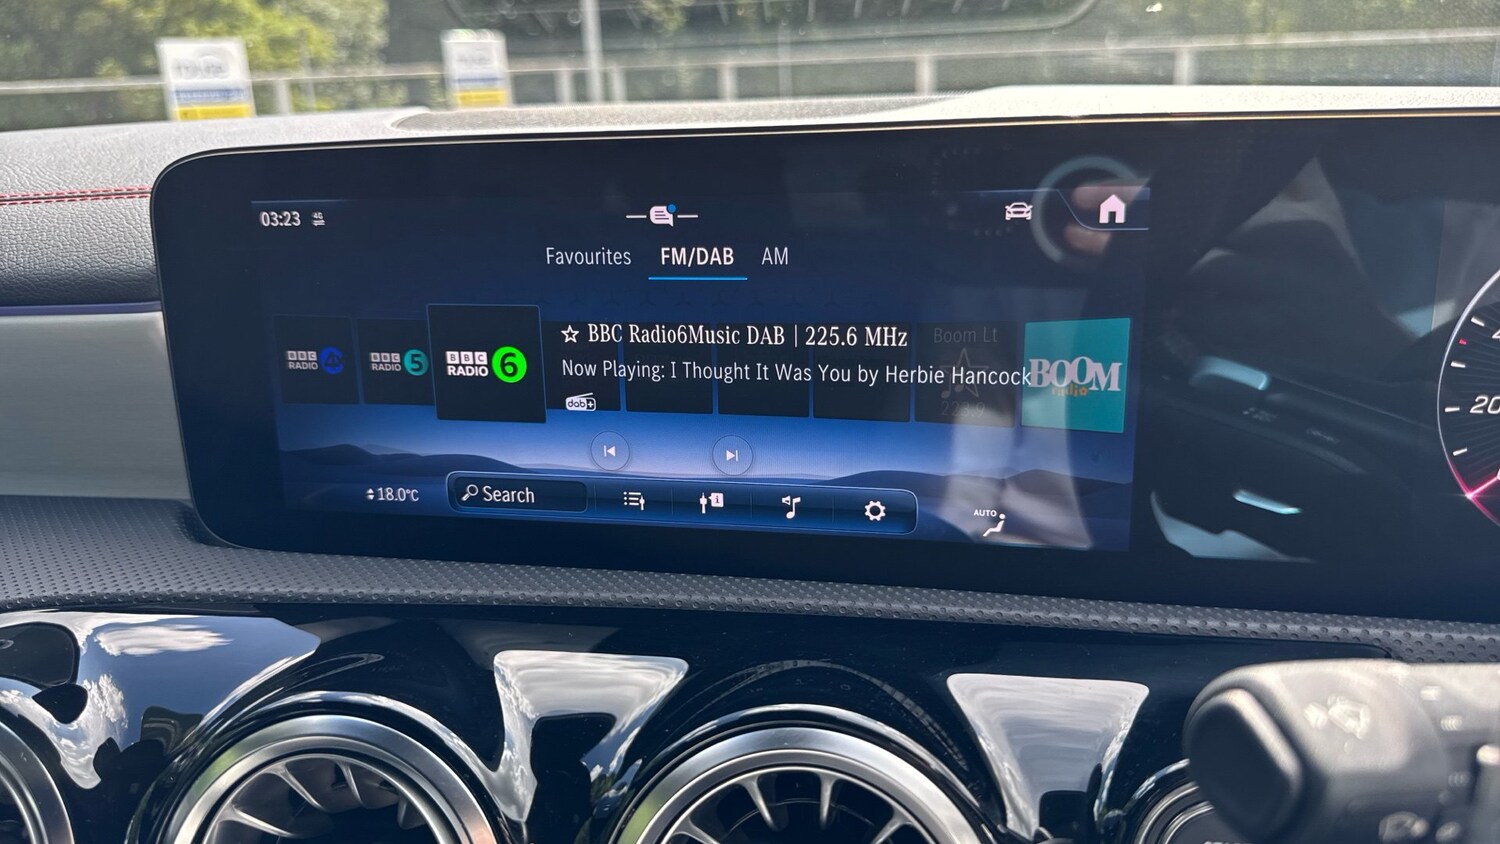 03:23 4G
Favourites FM/DAB AM
BBC RADIO 4
BBC RADIO 5
BBC RADIO 6
☆ BBC Radio6Music DAB | 225.6 MHz
Now Playing: I Thought It Was You by Herbie Hancock
dab+
Boom Lt
BOOM
radio
18.0°C
Search
AUTO
20